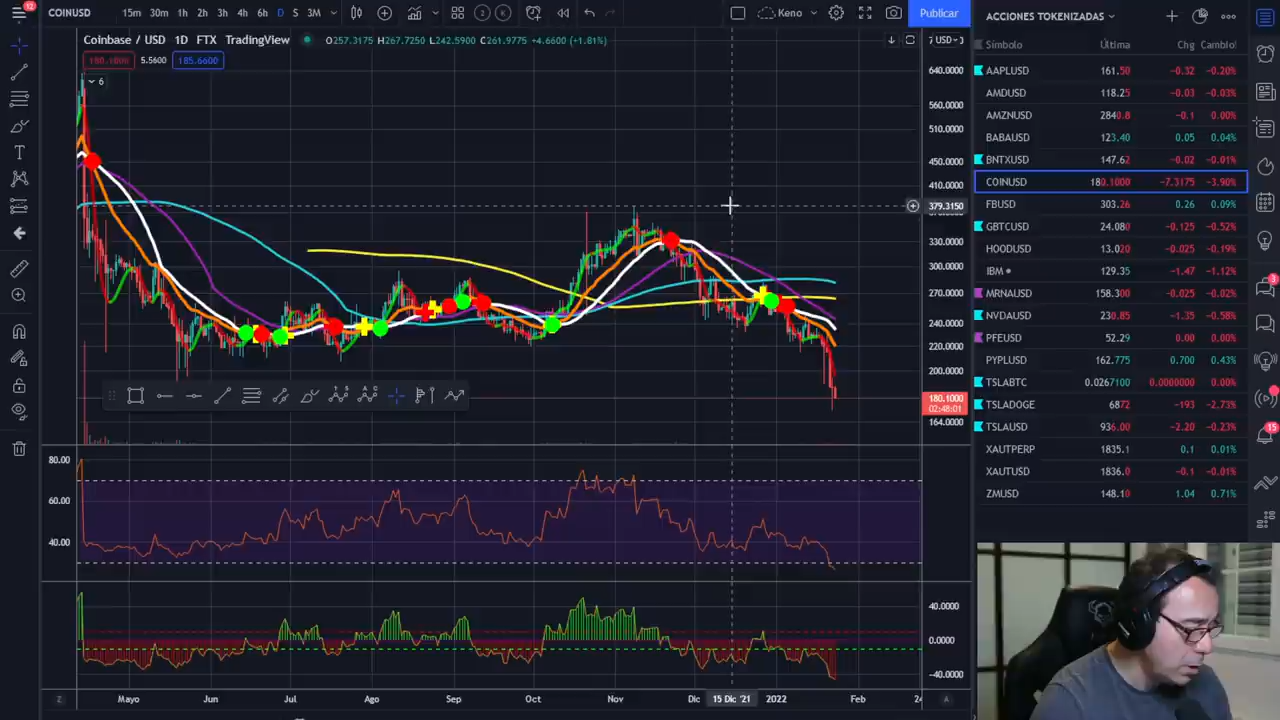 COINUSD 15m 30m 1h 2h 3h 4h 6h D S 3M 2 K Keno Publicar
12
Coinbase / USD 1D FTX TradingView O257.3175 H267.7250 L242.5900 C261.9775 +4.6600 (+1.81%)
USD
180.1000 5.5600 185.6600
6
640.0000
560.0000
510.0000
450.0000
410.0000
379.3150
330.0000
300.0000
270.0000
240.0000
220.0000
200.0000
180.1000
02:48:01
164.0000
80.00
60.00
40.00
40.0000
0.0000
-40.0000
Z Mayo Jun Jul Ago Sep Oct Nov Dic 15 Dic '21 2022 Feb 24 A
ACCIONES TOKENIZADAS
Símbolo Última Chg Cambio!
AAPLUSD 161.50 -0.32 -0.20%
AMDUSD 118.25 -0.03 -0.03%
AMZNUSD 2840.8 -0.1 0.00%
BABAUSD 123.40 0.05 0.04%
BNTXUSD 147.62 -0.02 -0.01%
COINUSD 180.1000 -7.3175 -3.90%
FBUSD 303.26 0.28 0.09%
GBTCUSD 24.080 -0.125 -0.52%
HOODUSD 13.020 -0.025 -0.19%
IBM 129.35 -1.47 -1.12%
MRNAUSD 158.300 -0.025 -0.02%
NVDAUSD 230.85 -1.35 -0.58%
PFEUSD 52.29 0.00 0.00%
PYPLUSD 162.775 0.700 0.43%
TSLABTC 0.0267100 0.0000000 0.00%
TSLADOGE 6872 -193 -2.73%
TSLAUSD 936.00 -2.20 -0.23%
XAUTPERP 1835.1 0.1 0.01%
XAUTUSD 1836.0 -0.1 -0.01%
ZMUSD 148.10 1.04 0.71%
3
15